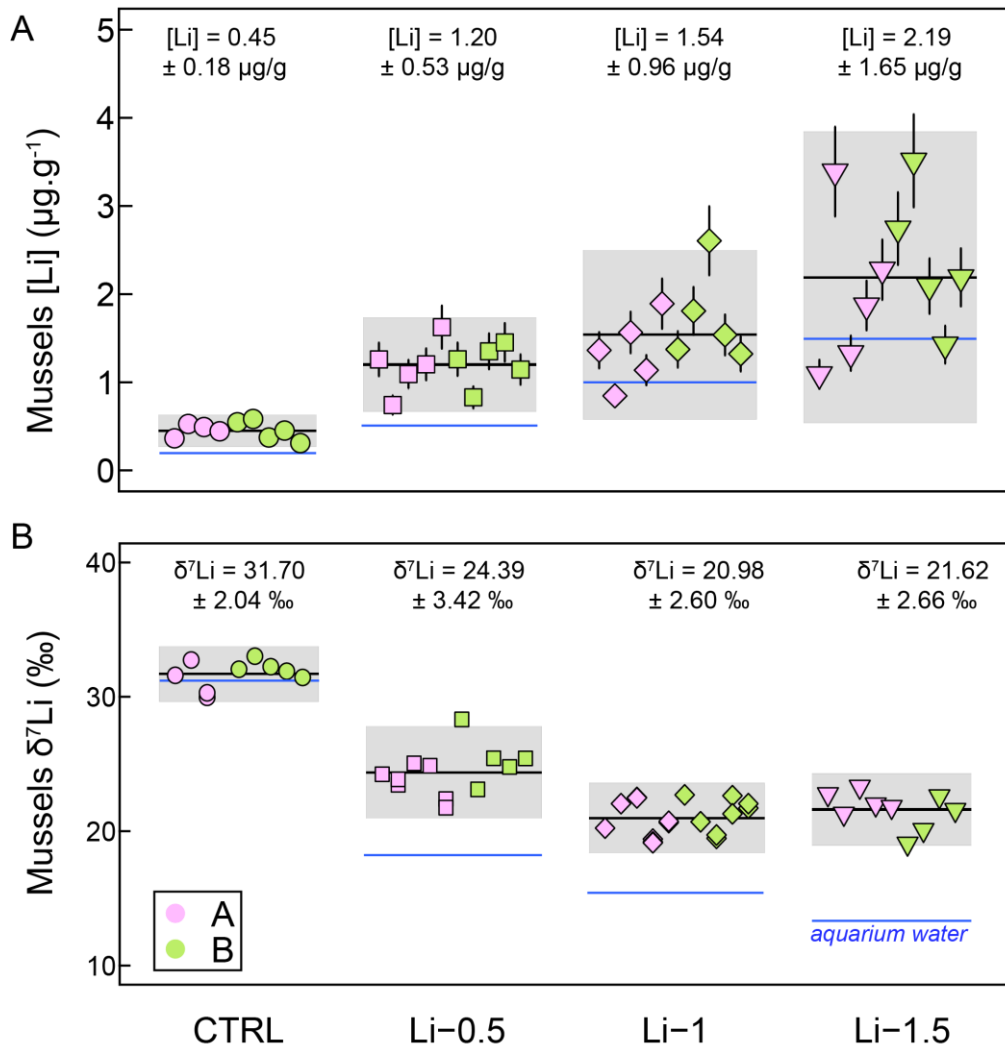 A
Mussels [Li] (µg.g⁻¹)
5
4
3
2
1
0
[Li] = 0.45
± 0.18 µg/g
[Li] = 1.20
± 0.53 µg/g
[Li] = 1.54
± 0.96 µg/g
[Li] = 2.19
± 1.65 µg/g
B
Mussels δ⁷Li (‰)
40
30
20
10
δ⁷Li = 31.70
± 2.04 ‰
δ⁷Li = 24.39
± 3.42 ‰
δ⁷Li = 20.98
± 2.60 ‰
δ⁷Li = 21.62
± 2.66 ‰
A
B
aquarium water
CTRL
Li−0.5
Li−1
Li−1.5